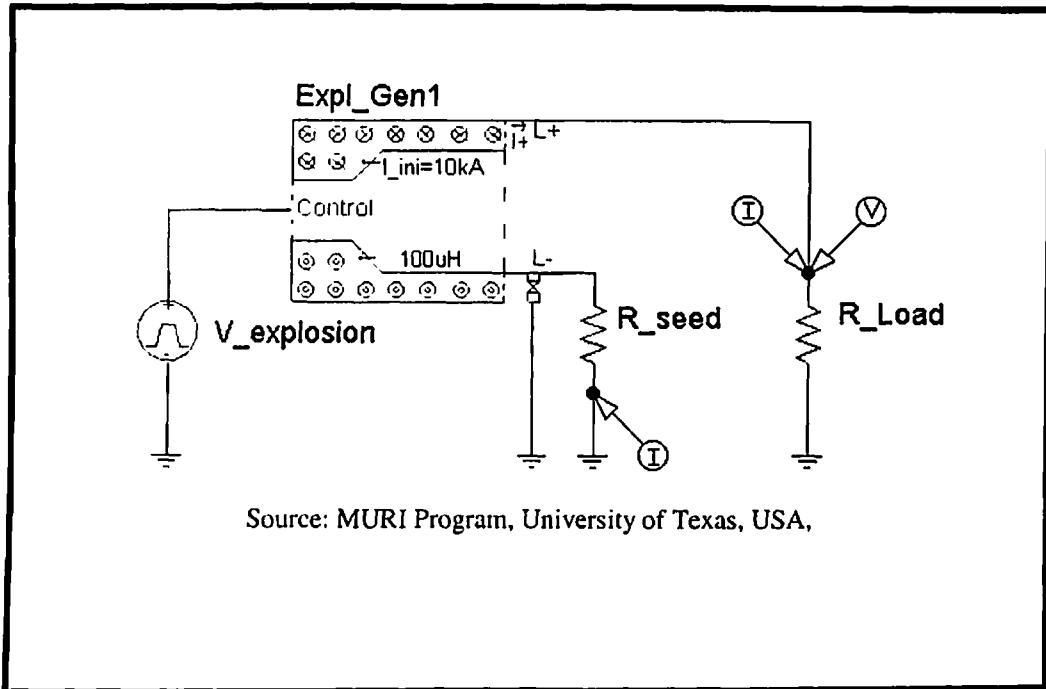 Expl_Gen1
I+ L+
I_ini=10kA
Control
100uH
L-
I
V
V_explosion
R_seed
R_Load
I
Source: MURI Program, University of Texas, USA,